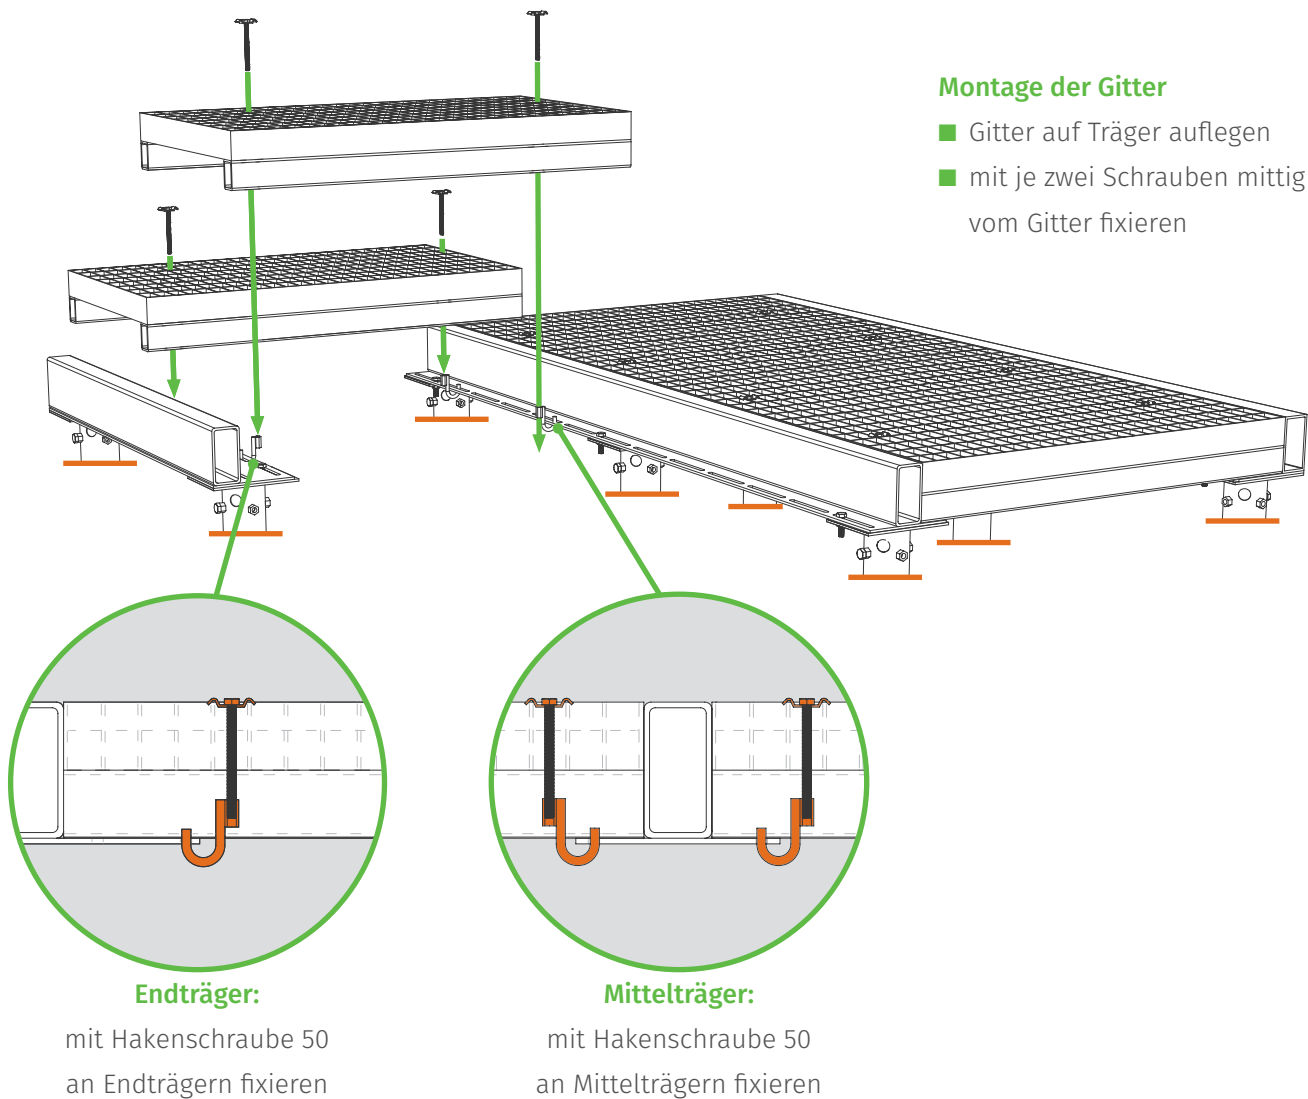 Montage der Gitter
Gitter auf Träger auflegen
mit je zwei Schrauben mittig
vom Gitter fixieren
Endträger:
mit Hakenschraube 50
an Endträgern fixieren
Mittelträger:
mit Hakenschraube 50
an Mittelträgern fixieren